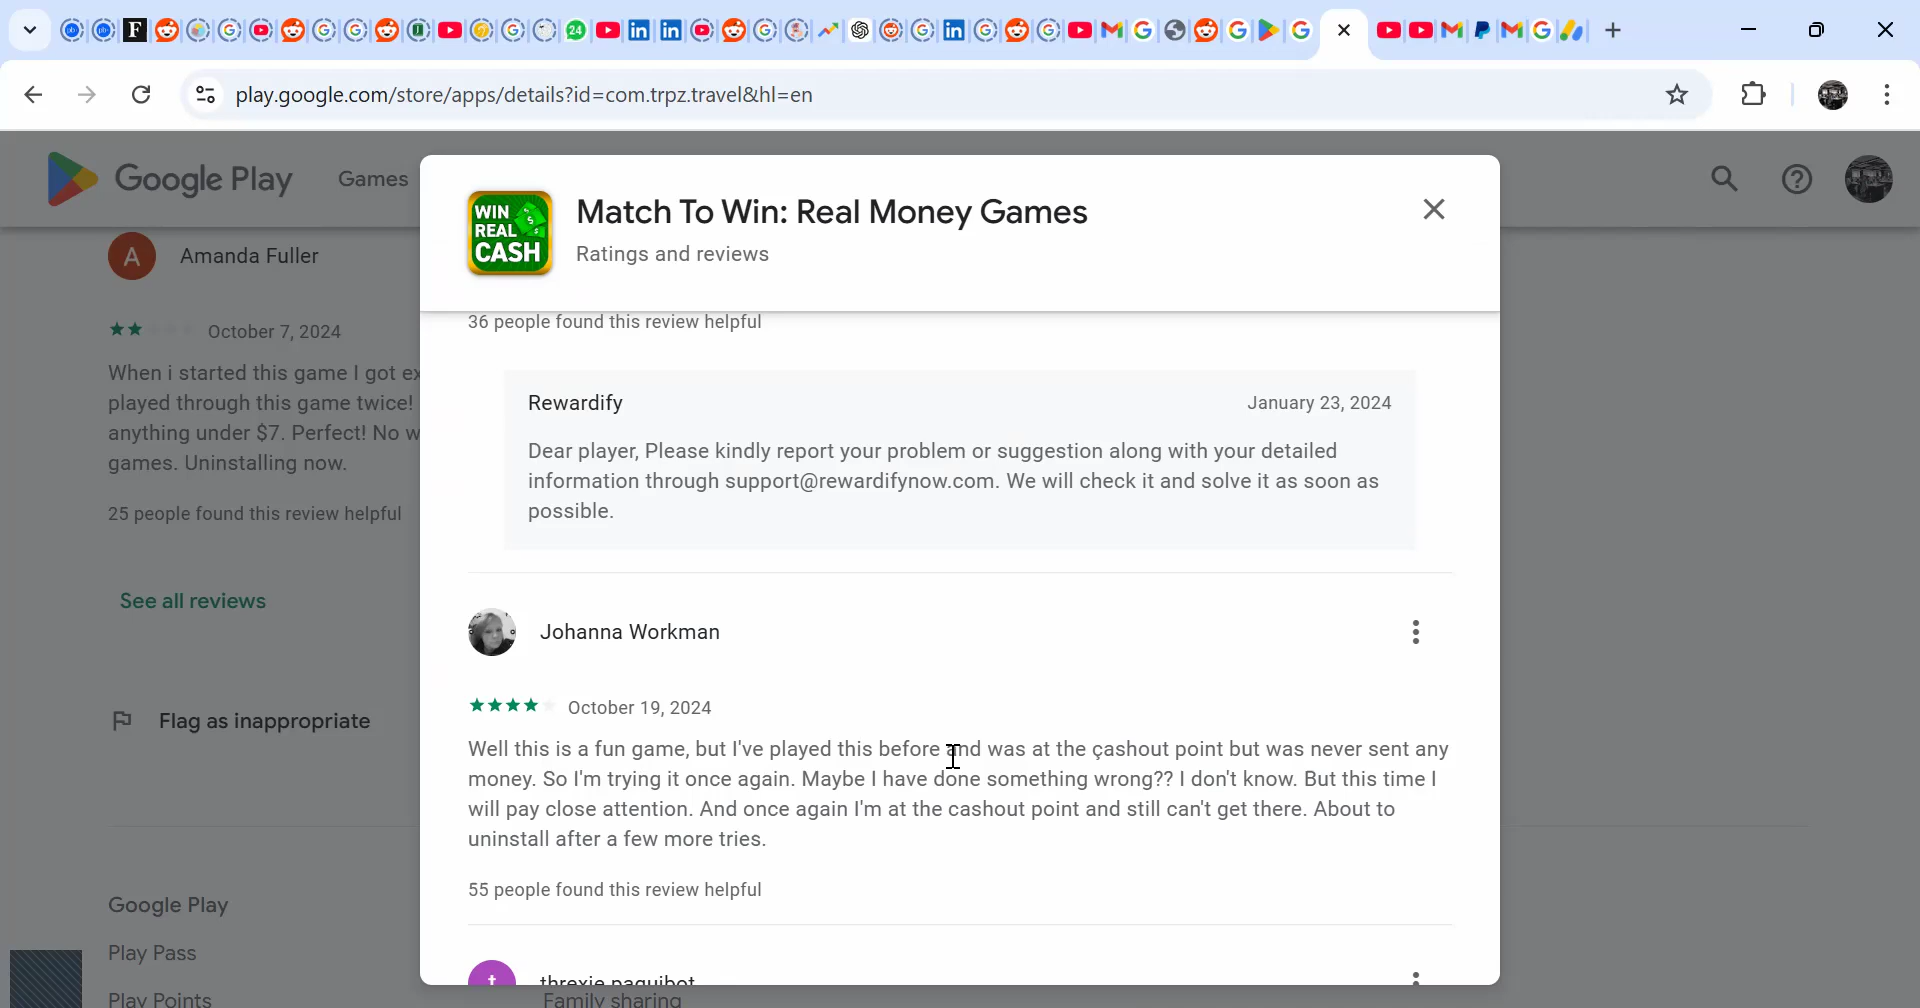 24
play.google.com/store/apps/details?id=com.trpz.travel&hl=en
Google Play
Games
WIN
REAL
CASH
Match To Win: Real Money Games
Ratings and reviews
A
Amanda Fuller
October 7, 2024
When i started this game I got ex
played through this game twice!
anything under $7. Perfect! No w
games. Uninstalling now.
25 people found this review helpful
See all reviews
Flag as inappropriate
Google Play
Play Pass
Play Points
36 people found this review helpful
Rewardify
January 23, 2024
Dear player, Please kindly report your problem or suggestion along with your detailed
information through support@rewardifynow.com. We will check it and solve it as soon as
possible.
Johanna Workman
October 19, 2024
Well this is a fun game, but I've played this before and was at the çashout point but was never sent any
money. So I'm trying it once again. Maybe I have done something wrong?? I don't know. But this time I
will pay close attention. And once again I'm at the cashout point and still can't get there. About to
uninstall after a few more tries.
55 people found this review helpful
t
threxie paquibot
Family sharing